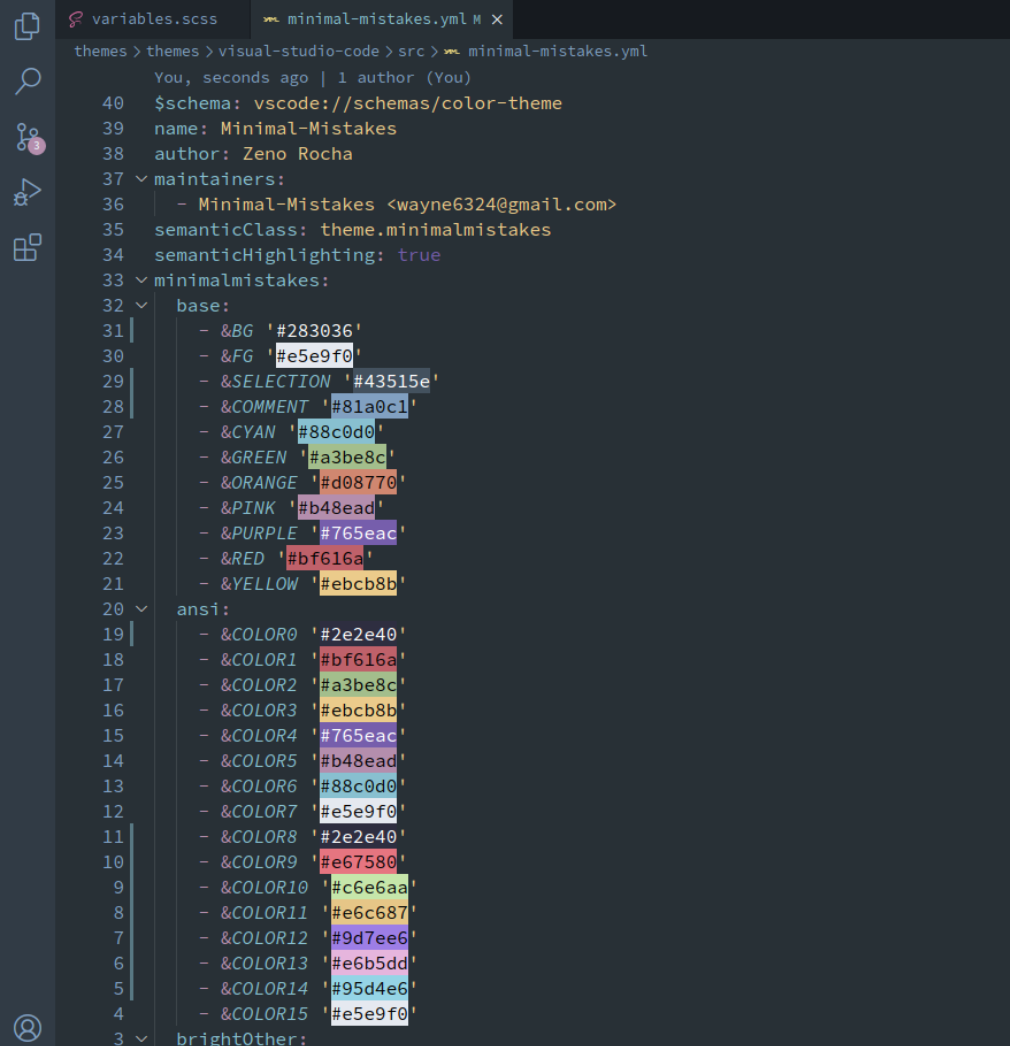 variables.scss minimal-mistakes.yml M
themes > themes > visual-studio-code > src > minimal-mistakes.yml
You, seconds ago | 1 author (You)
40 $schema: vscode://schemas/color-theme
39 name: Minimal-Mistakes
38 author: Zeno Rocha
37 maintainers:
3
36 - Minimal-Mistakes <wayne6324@gmail.com>
35 semanticClass: theme.minimalmistakes
34 semanticHighlighting: true
33 minimalmistakes:
32 base:
31 - &BG '#283036'
30 - &FG '#e5e9f0'
29 - &SELECTION '#43515e'
28 - &COMMENT '#81a0c1'
27 - &CYAN '#88c0d0'
26 - &GREEN '#a3be8c'
25 - &ORANGE '#d08770'
24 - &PINK '#b48ead'
23 - &PURPLE '#765eac'
22 - &RED '#bf616a'
21 - &YELLOW '#ebcb8b'
20 ansi:
19 - &COLOR0 '#2e2e40'
18 - &COLOR1 '#bf616a'
17 - &COLOR2 '#a3be8c'
16 - &COLOR3 '#ebcb8b'
15 - &COLOR4 '#765eac'
14 - &COLOR5 '#b48ead'
13 - &COLOR6 '#88c0d0'
12 - &COLOR7 '#e5e9f0'
11 - &COLOR8 '#2e2e40'
10 - &COLOR9 '#e67580'
9 - &COLOR10 '#c6e6aa'
8 - &COLOR11 '#e6c687'
7 - &COLOR12 '#9d7ee6'
6 - &COLOR13 '#e6b5dd'
5 - &COLOR14 '#95d4e6'
4 - &COLOR15 '#e5e9f0'
3 brightOther: